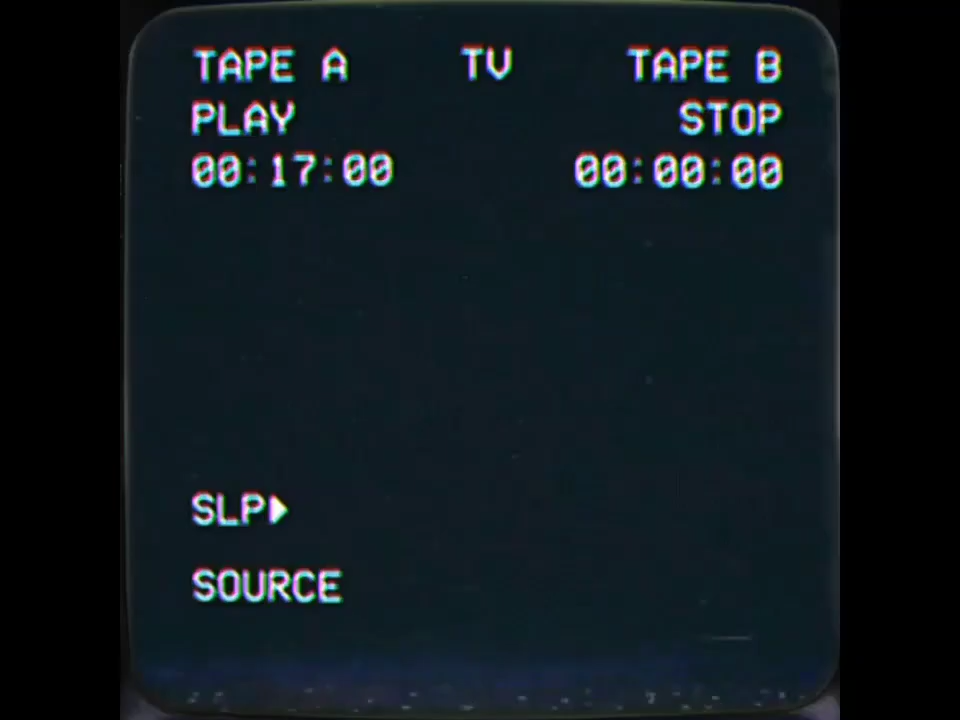 TAPE A TV TAPE B
PLAY STOP
00:17:00 00:00:00
SLP▶
SOURCE